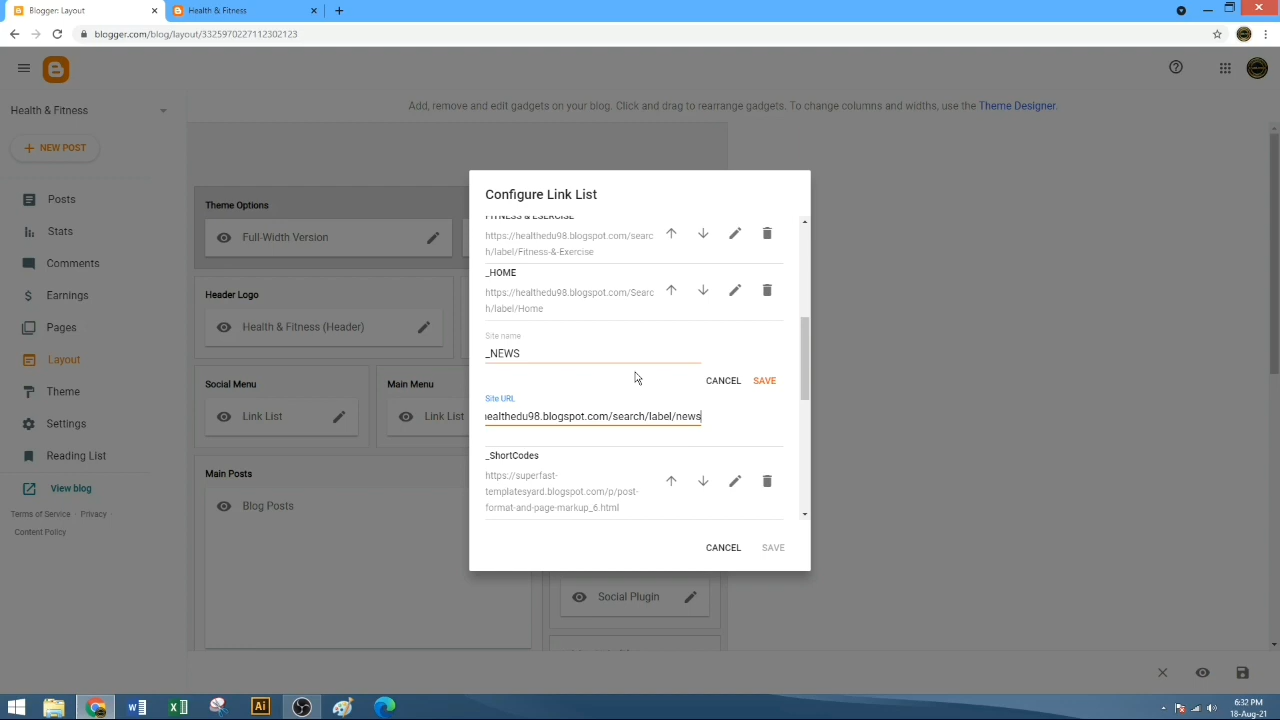 Blogger: Layout
Health & Fitness
blogger.com/blog/layout/3325970227112302123
Health & Fitness
Add, remove and edit gadgets on your blog. Click and drag to rearrange gadgets. To change columns and widths, use the Theme Designer.
NEW POST
Posts
Stats
Comments
Earnings
Pages
Layout
Theme
Settings
Reading List
View blog
Terms of Service · Privacy ·
Content Policy
Theme Options
Full-Width Version
Header Logo
Health & Fitness (Header)
Social Menu
Link List
Main Menu
Link List
Main Posts
Blog Posts
Social Plugin
Configure Link List
FITNESS & ESERCISE
https://healthedu98.blogspot.com/searc
h/label/Fitness-&-Exercise
_HOME
https://healthedu98.blogspot.com/Searc
h/label/Home
Site name
_NEWS
CANCEL SAVE
Site URL
healthedu98.blogspot.com/search/label/news
_ShortCodes
https://superfast-
templatesyard.blogspot.com/p/post-
format-and-page-markup_6.html
CANCEL SAVE
6:32 PM
18-Aug-21